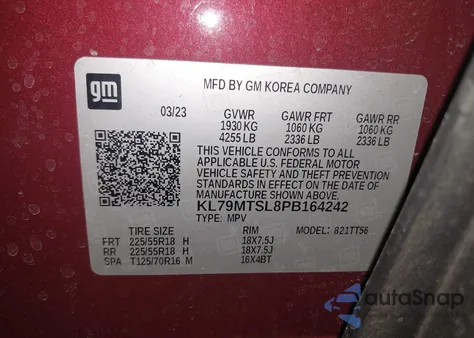 gm
MFD BY GM KOREA COMPANY
03/23 GVWR GAWR FRT GAWR RR
1930 KG 1060 KG 1060 KG
4255 LB 2336 LB 2336 LB
THIS VEHICLE CONFORMS TO ALL
APPLICABLE U.S. FEDERAL MOTOR
VEHICLE SAFETY AND THEFT PREVENTION
STANDARDS IN EFFECT ON THE DATE OF
MANUFACTURE SHOWN ABOVE.
KL79MTSL8PB164242
TYPE: MPV MODEL: 821TT56
TIRE SIZE RIM
FRT 225/55R18 H 18X7.5J
RR 225/55R18 H 18X7.5J
SPA T125/70R16 M 16X4BT
autoSnap